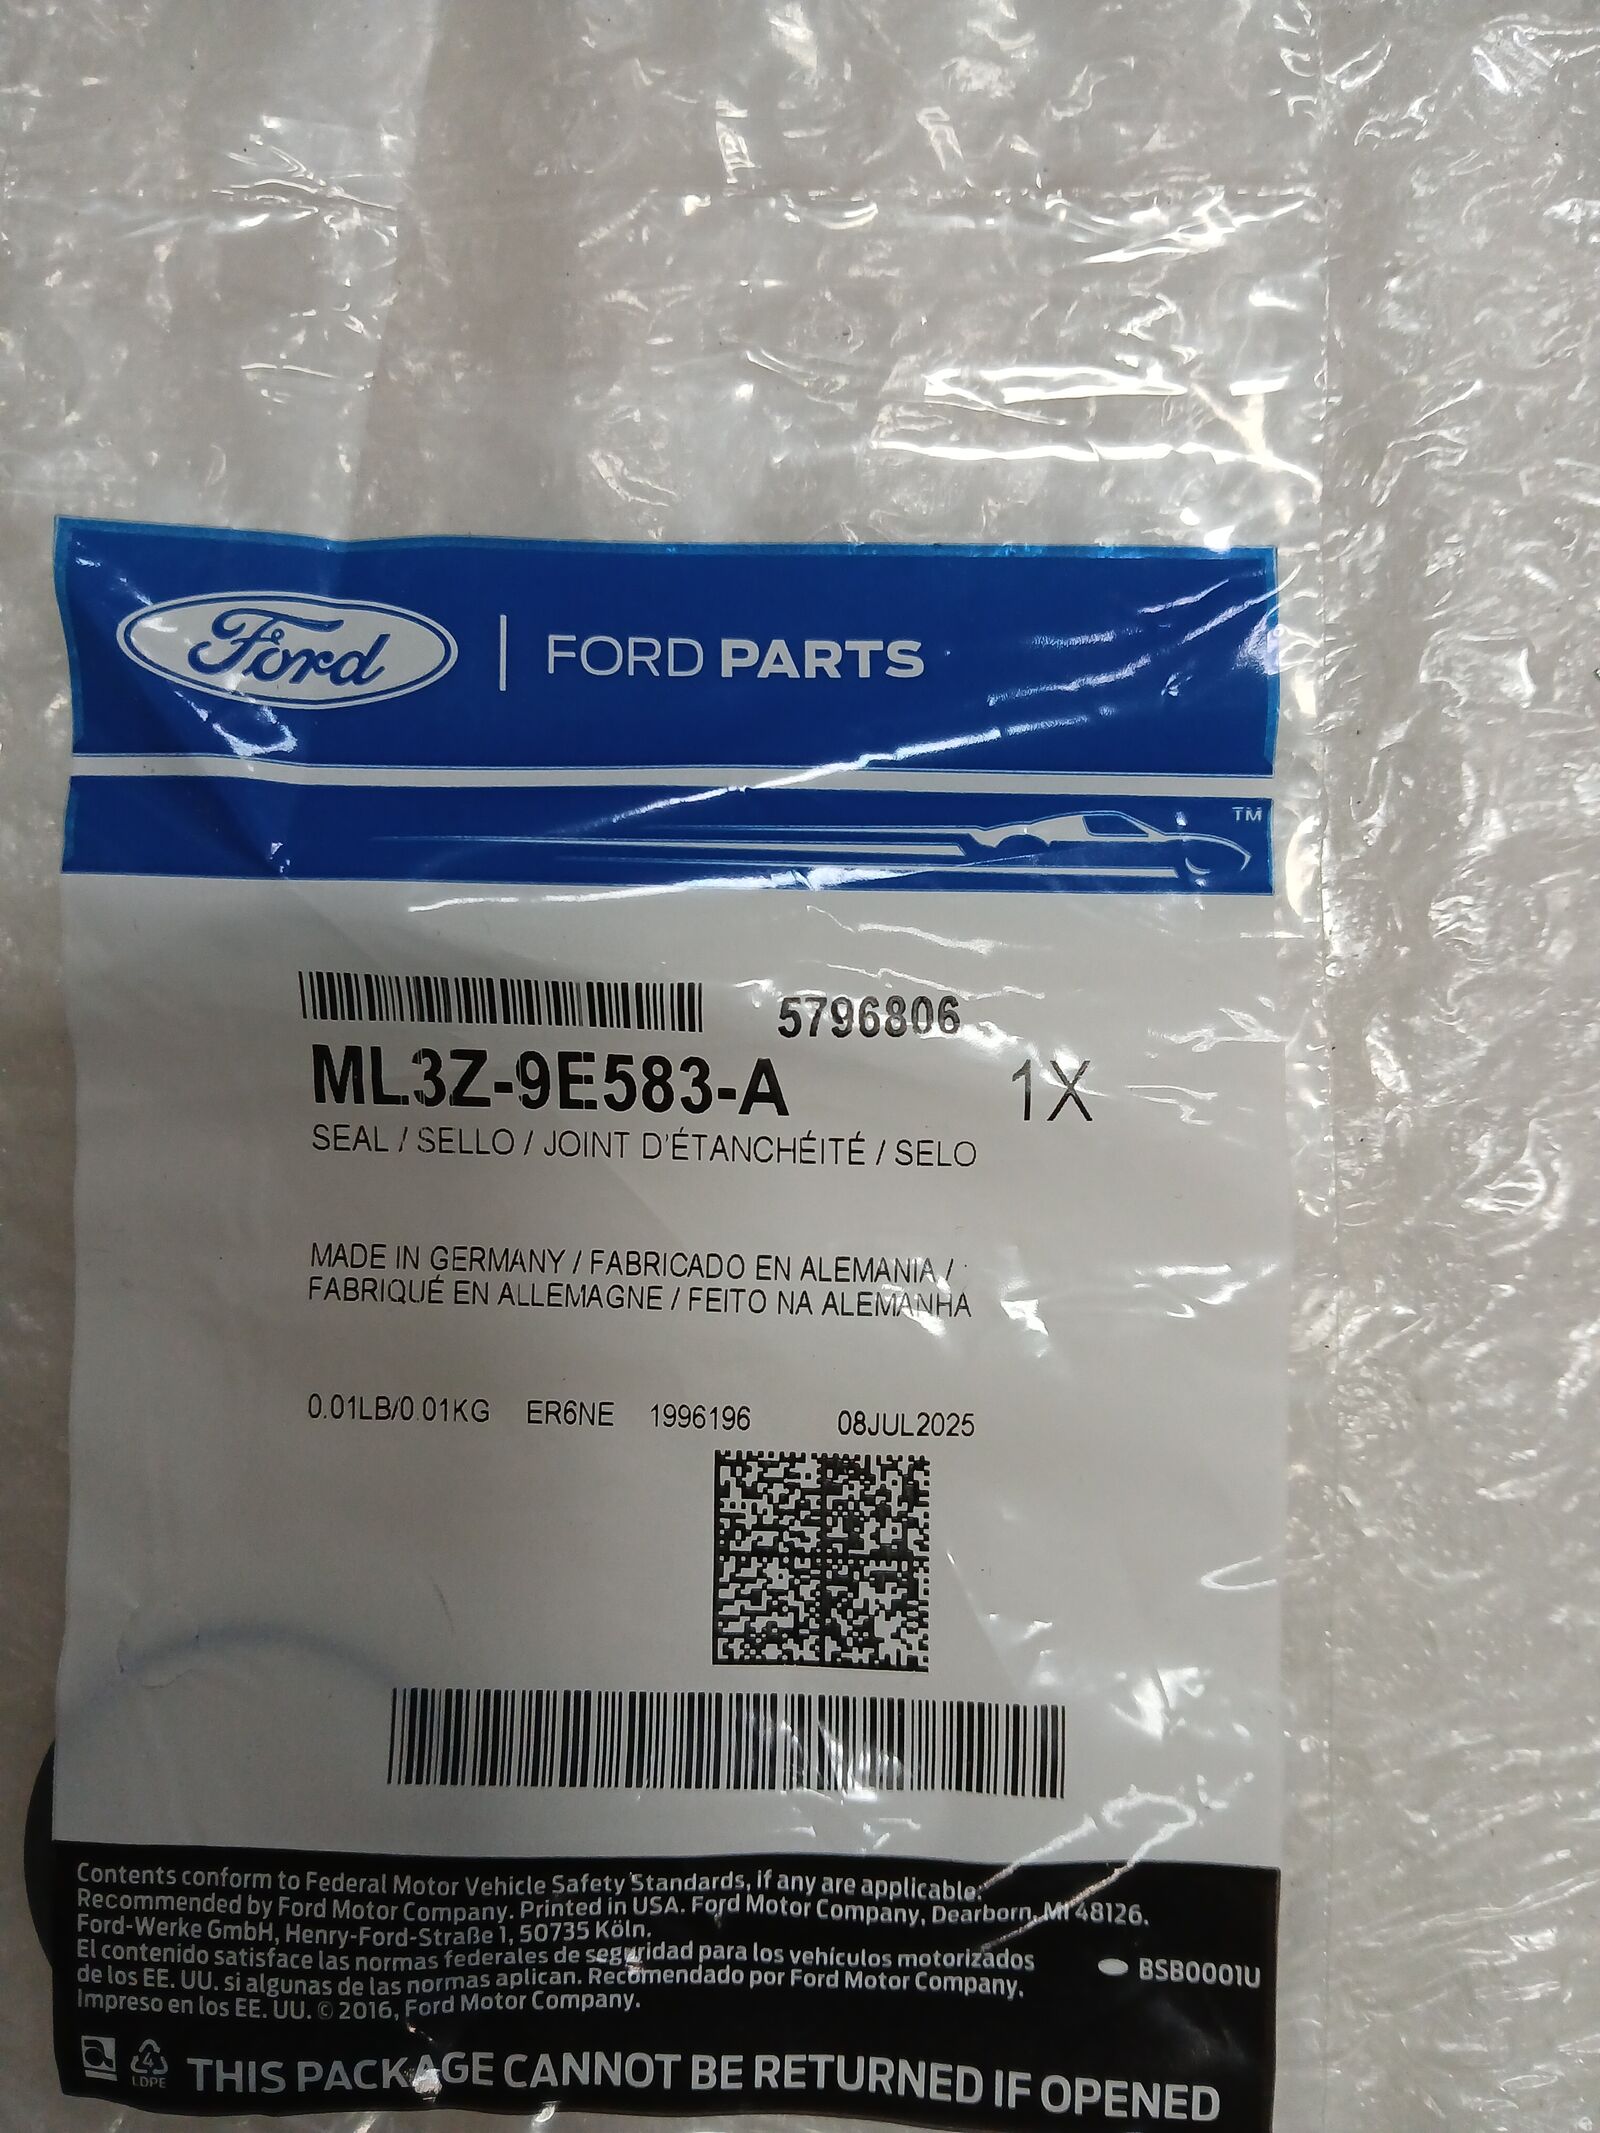 Ford | FORD PARTS
TM
5796806
ML3Z-9E583-A 1X
SEAL / SELLO / JOINT D'ÉTANCHÉITÉ / SELO
MADE IN GERMANY / FABRICADO EN ALEMANIA /
FABRIQUÉ EN ALLEMAGNE / FEITO NA ALEMANHA
0.01LB/0.01KG ER6NE 1996196 08JUL2025
Contents conform to Federal Motor Vehicle Safety Standards, if any are applicable.
Recommended by Ford Motor Company. Printed in USA. Ford Motor Company, Dearborn, MI 48126.
Ford-Werke GmbH, Henry-Ford-Straße 1, 50735 Köln.
El contenido satisface las normas federales de seguridad para los vehículos motorizados
de los EE. UU. si algunas de las normas aplican. Recomendado por Ford Motor Company,
Impreso en los EE. UU. © 2016, Ford Motor Company.
BSB0001U
4
LDPE
THIS PACKAGE CANNOT BE RETURNED IF OPENED